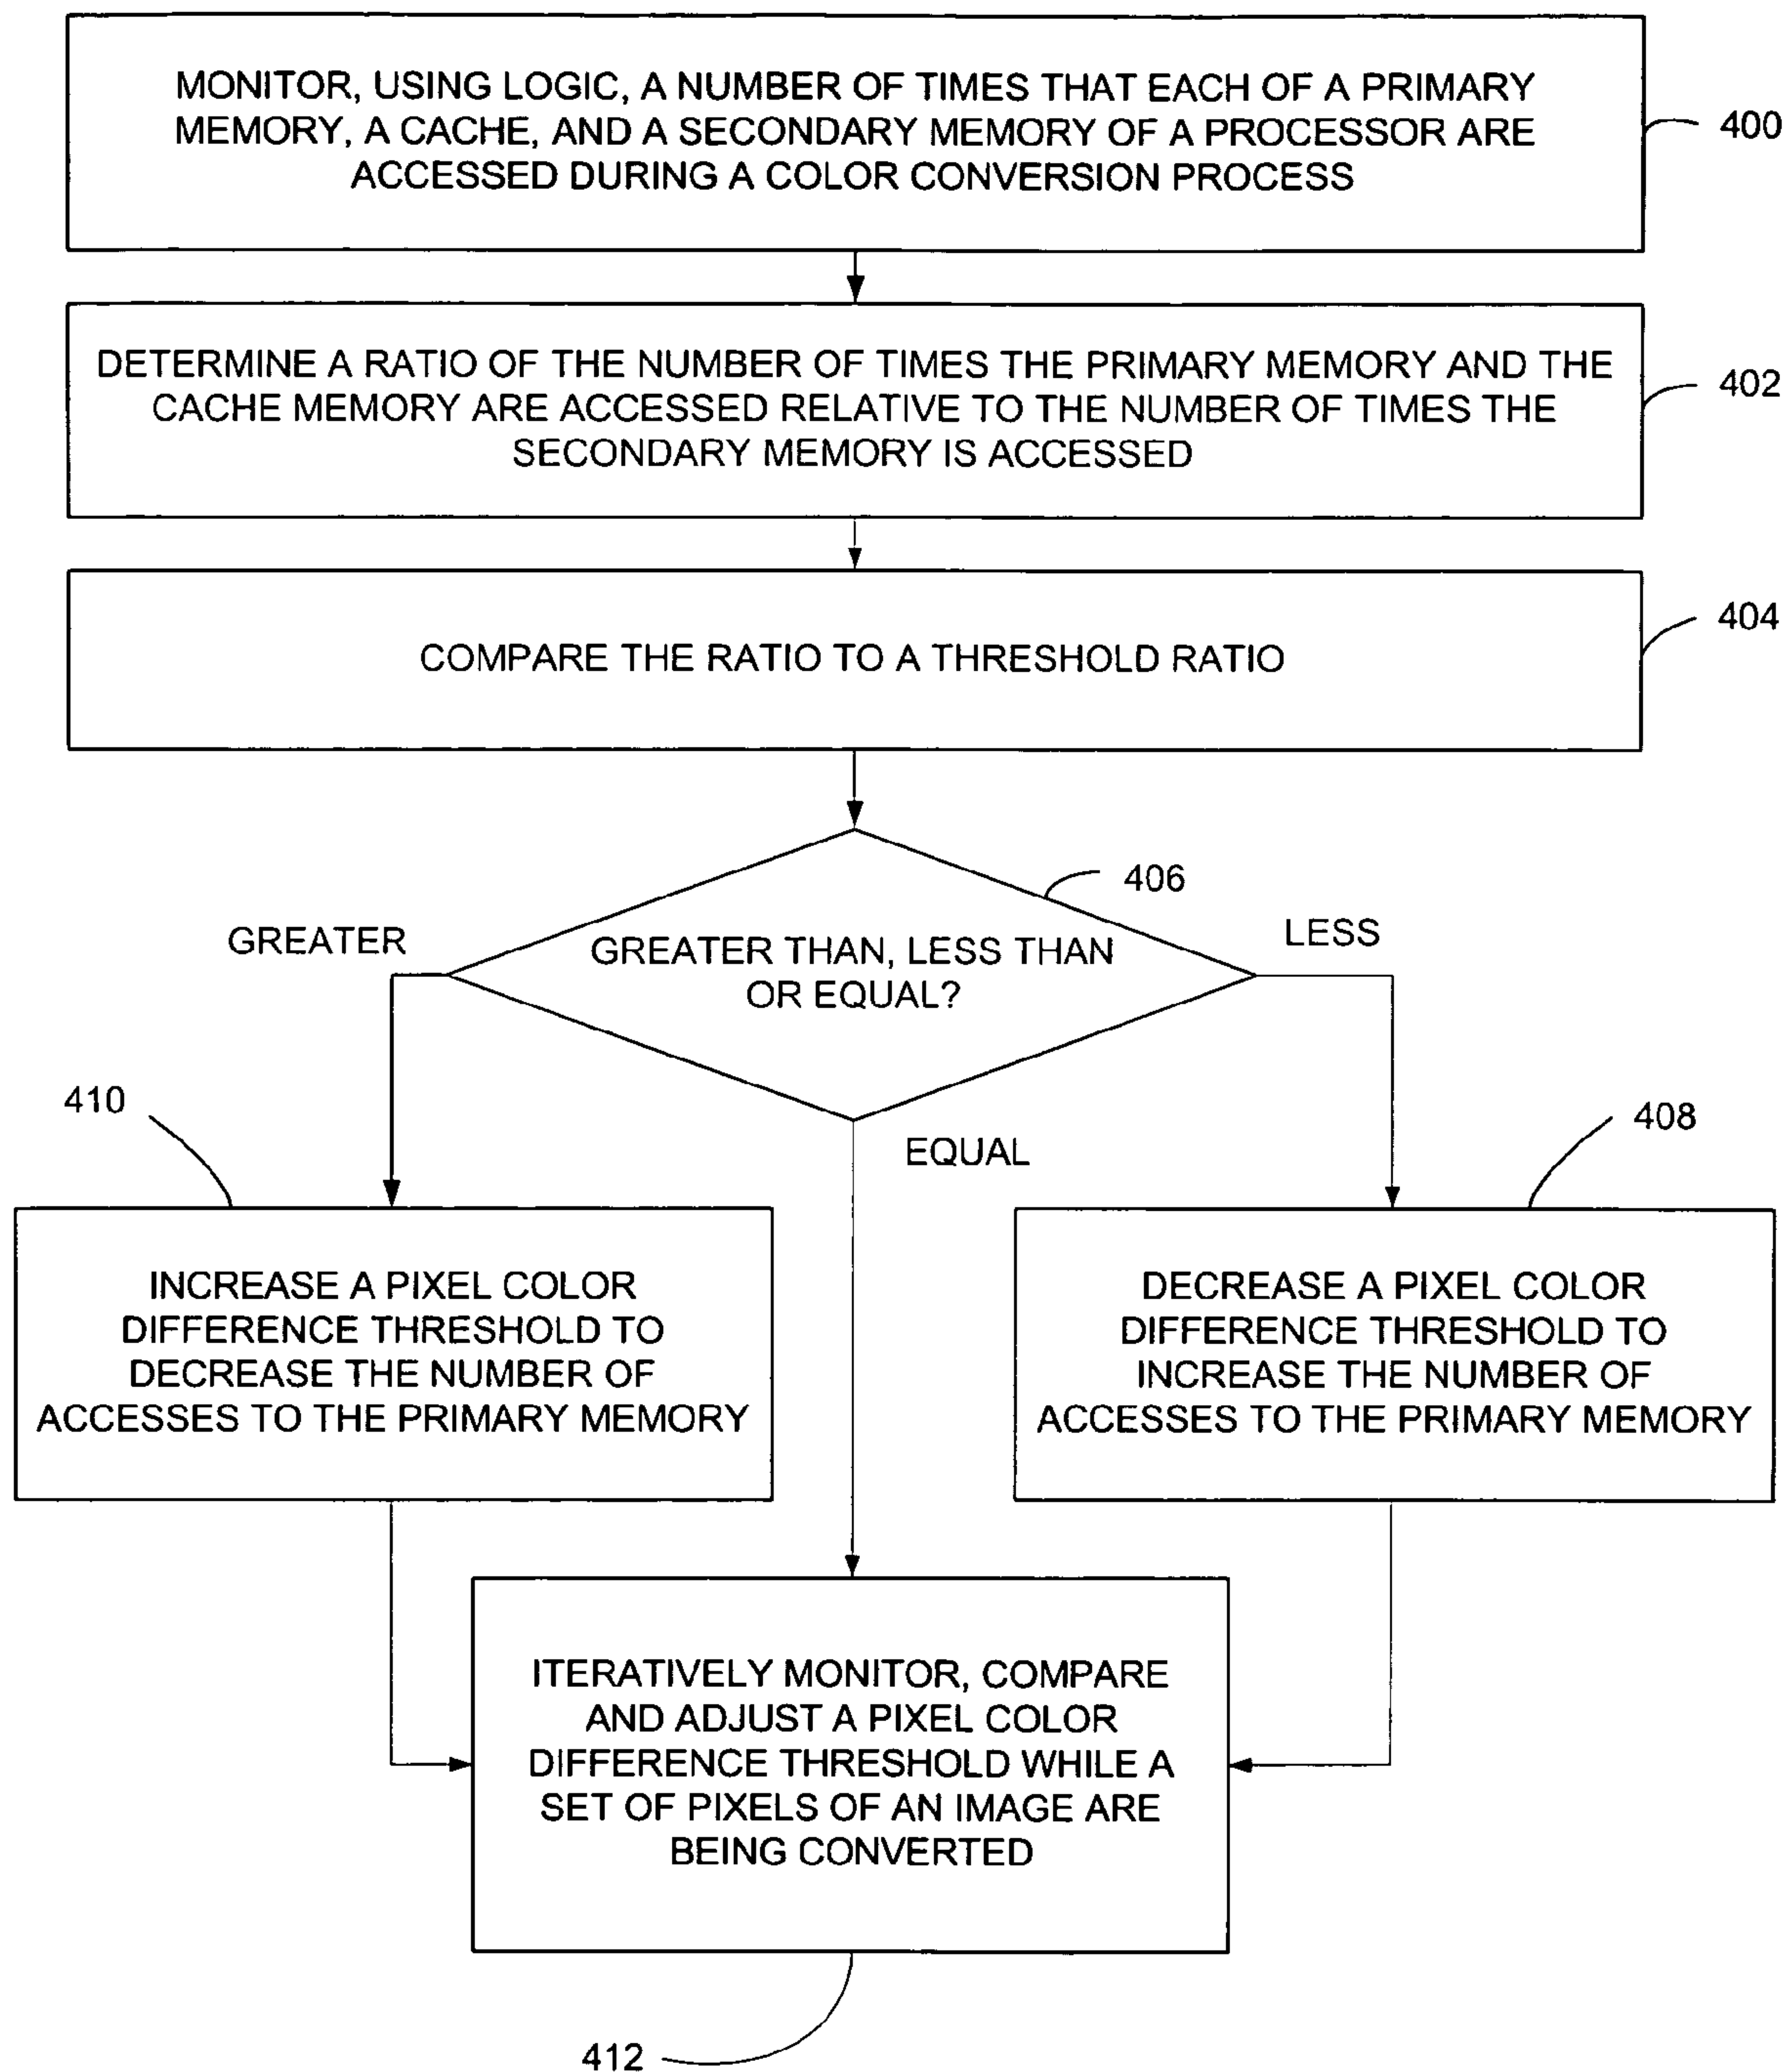 MONITOR, USING LOGIC, A NUMBER OF TIMES THAT EACH OF A PRIMARY
MEMORY, A CACHE, AND A SECONDARY MEMORY OF A PROCESSOR ARE
ACCESSED DURING A COLOR CONVERSION PROCESS
400
DETERMINE A RATIO OF THE NUMBER OF TIMES THE PRIMARY MEMORY AND THE
CACHE MEMORY ARE ACCESSED RELATIVE TO THE NUMBER OF TIMES THE
SECONDARY MEMORY IS ACCESSED
402
COMPARE THE RATIO TO A THRESHOLD RATIO
404
406
GREATER
GREATER THAN, LESS THAN
OR EQUAL?
LESS
EQUAL
410
INCREASE A PIXEL COLOR
DIFFERENCE THRESHOLD TO
DECREASE THE NUMBER OF
ACCESSES TO THE PRIMARY MEMORY
408
DECREASE A PIXEL COLOR
DIFFERENCE THRESHOLD TO
INCREASE THE NUMBER OF
ACCESSES TO THE PRIMARY MEMORY
ITERATIVELY MONITOR, COMPARE
AND ADJUST A PIXEL COLOR
DIFFERENCE THRESHOLD WHILE A
SET OF PIXELS OF AN IMAGE ARE
BEING CONVERTED
412